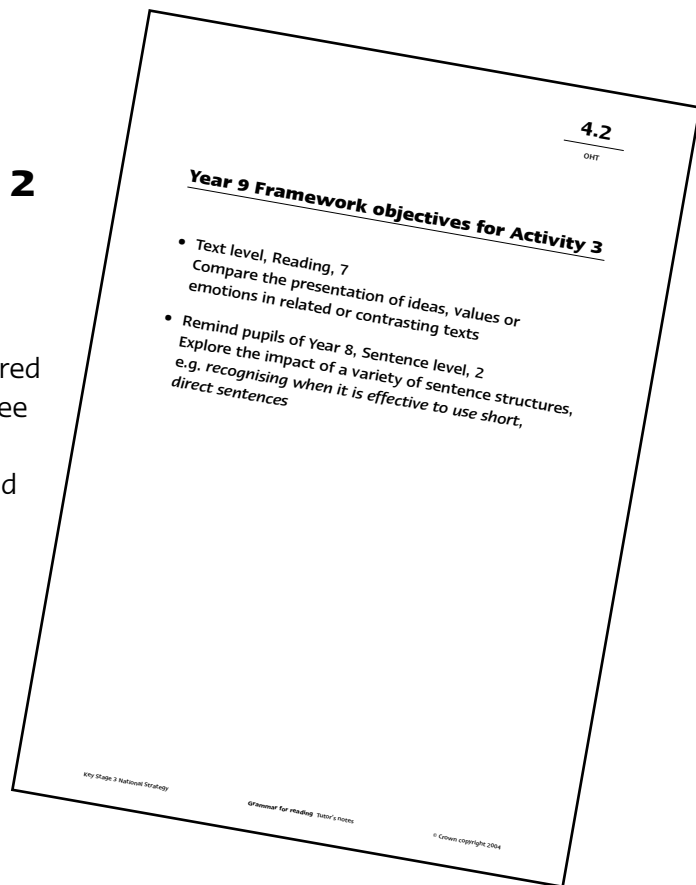 2
red
ee
d
4.2
OHT
Year 9 Framework objectives for Activity 3
• Text level, Reading, 7
Compare the presentation of ideas, values or
emotions in related or contrasting texts
• Remind pupils of Year 8, Sentence level, 2
Explore the impact of a variety of sentence structures,
e.g. recognising when it is effective to use short,
direct sentences
Key Stage 3 National Strategy
Grammar for reading Tutor's notes
© Crown copyright 2004